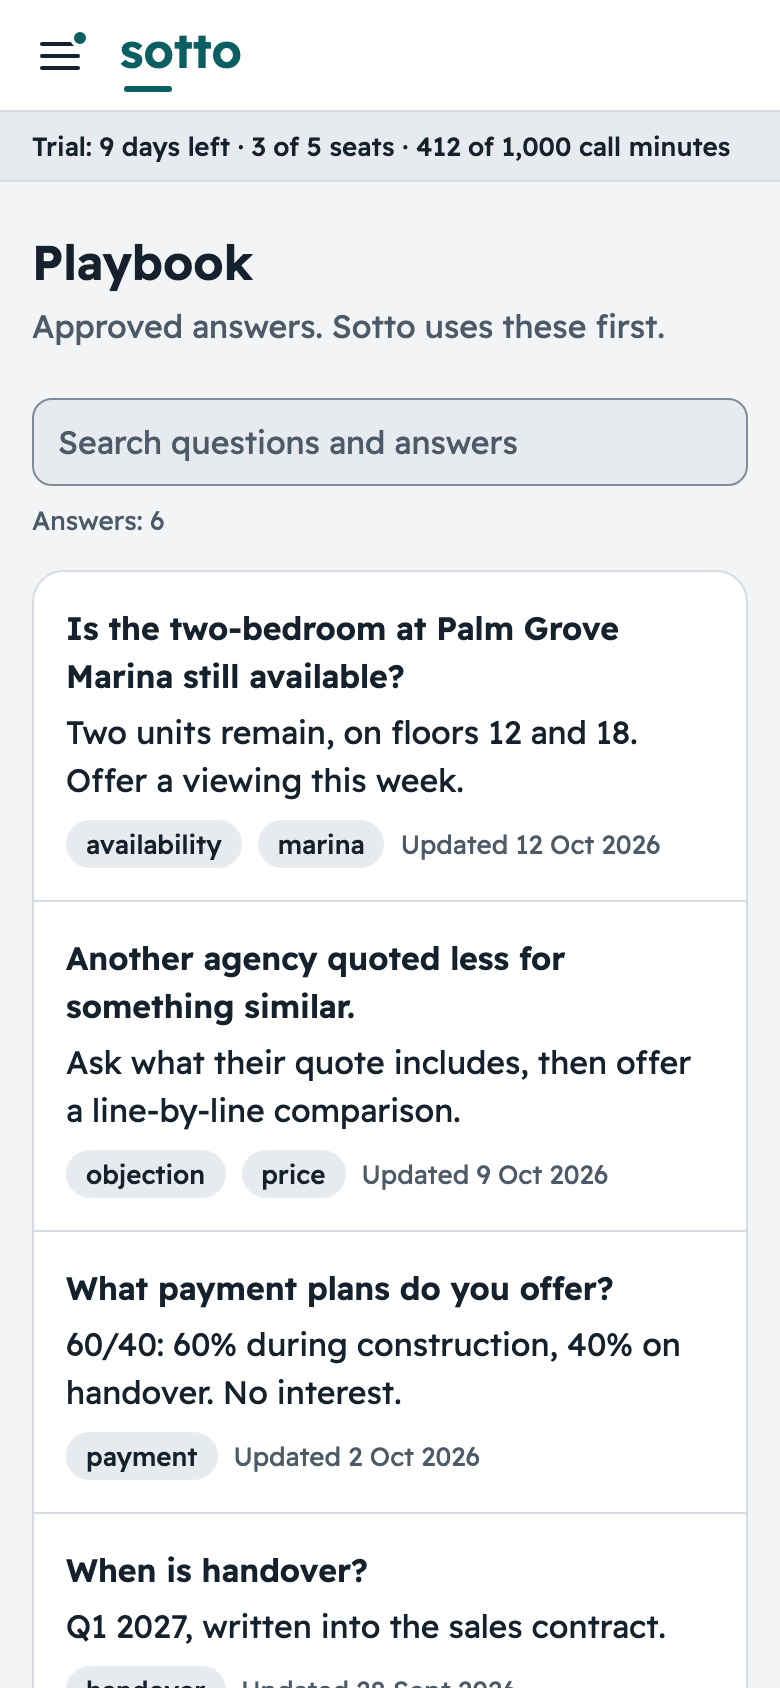 sotto
Trial: 9 days left · 3 of 5 seats · 412 of 1,000 call minutes
Playbook
Approved answers. Sotto uses these first.
Search questions and answers
Answers: 6
Is the two-bedroom at Palm Grove
Marina still available?
Two units remain, on floors 12 and 18.
Offer a viewing this week.
availability marina Updated 12 Oct 2026
Another agency quoted less for
something similar.
Ask what their quote includes, then offer
a line-by-line comparison.
objection price Updated 9 Oct 2026
What payment plans do you offer?
60/40: 60% during construction, 40% on
handover. No interest.
payment Updated 2 Oct 2026
When is handover?
Q1 2027, written into the sales contract.
handover Updated 28 Sept 2026